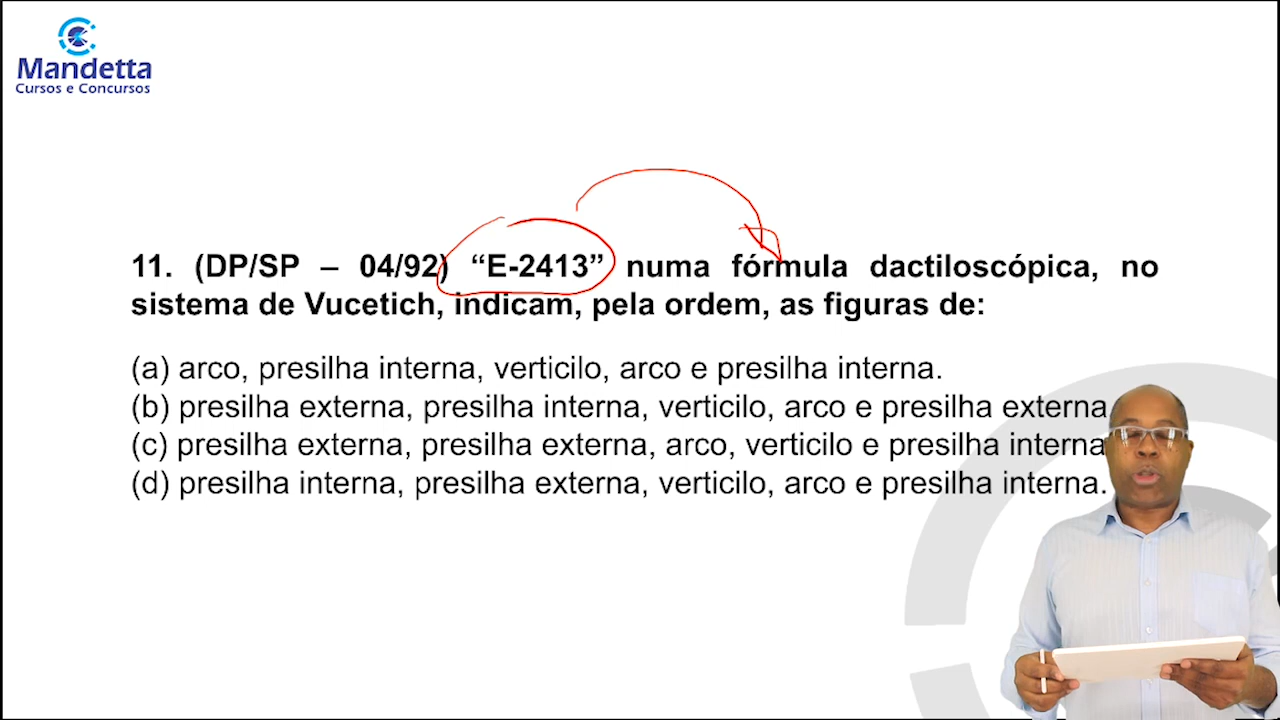 Mandetta
Cursos e Concursos
11. (DP/SP – 04/92) “E-2413” numa fórmula dactiloscópica, no
sistema de Vucetich, indicam, pela ordem, as figuras de:
(a) arco, presilha interna, verticilo, arco e presilha interna.
(b) presilha externa, presilha interna, verticilo, arco e presilha externa
(c) presilha externa, presilha externa, arco, verticilo e presilha interna
(d) presilha interna, presilha externa, verticilo, arco e presilha interna.